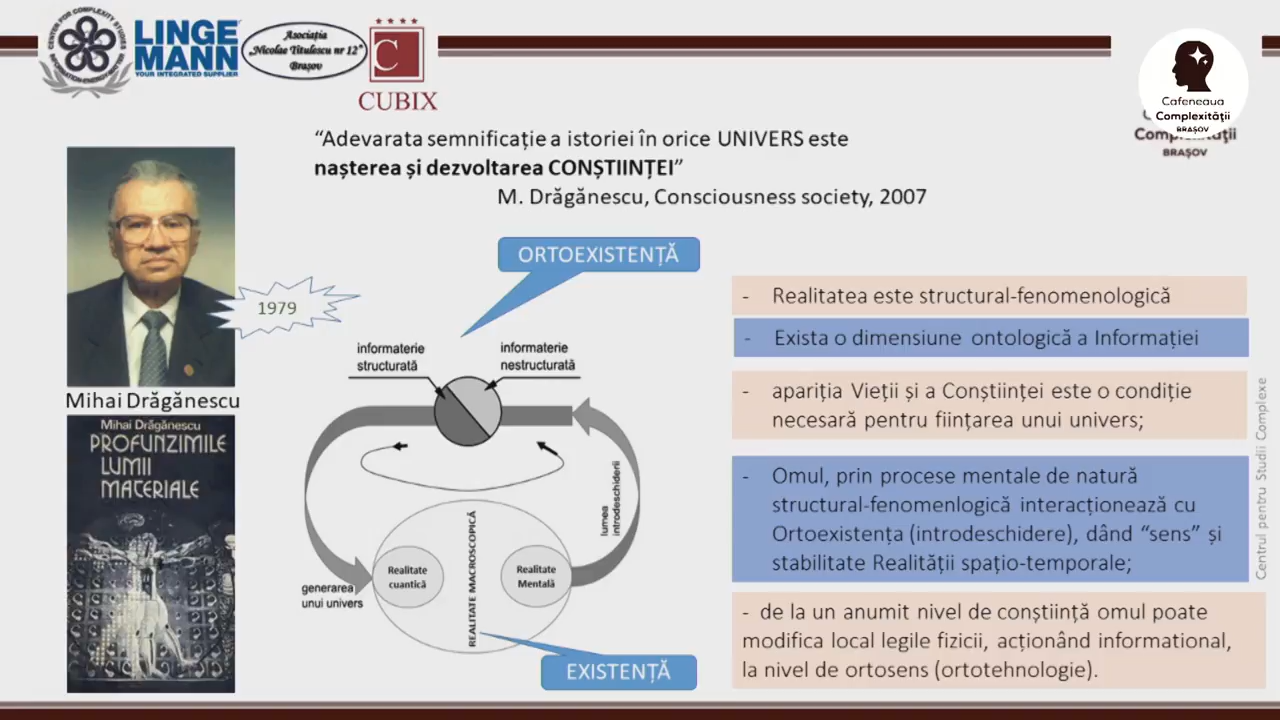 CENTER FOR COMPLEXITY STUDIES
LINGE
MANN
YOUR INTEGRATED SUPPLIER
Asociația
„Nicolae Titulescu nr 12”
Brașov
C
CUBIX
Cafeneaua
Complexității
BRAȘOV
Complexității
BRAȘOV
“Adevarata semnificație a istoriei în orice UNIVERS este
nașterea și dezvoltarea CONȘTIINȚEI”
M. Drăgănescu, Consciousness society, 2007
1979
Mihai Drăgănescu
Mihai Drăgănescu
PROFUNZIMILE
LUMII
MATERIALE
ORTOEXISTENȚĂ
informaterie
structurată
informaterie
nestructurată
lumea
introdeschiderii
REALITATE MACROSCOPICĂ
Realitate
cuantică
Realitate
Mentală
generarea
unui univers
EXISTENȚĂ
- Realitatea este structural-fenomenologică
- Exista o dimensiune ontologică a Informației
- apariția Vieții și a Conștiinței este o condiție
necesară pentru ființarea unui univers;
- Omul, prin procese mentale de natură
structural-fenomenlogică interacționează cu
Ortoexistența (introdeschidere), dând “sens” și
stabilitate Realității spațio-temporale;
- de la un anumit nivel de conștiință omul poate
modifica local legile fizicii, acționând informational,
la nivel de ortosens (ortotehnologie).
Centrul pentru Studii Complexe